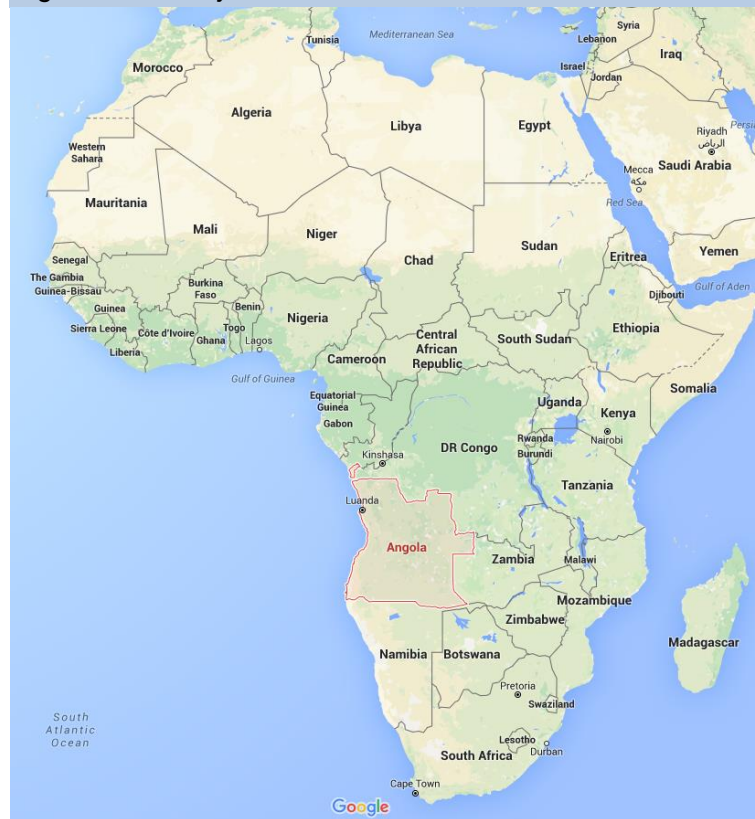 Mediterranean Sea
Tunisia
Syria
Lebanon
Iraq
Morocco
Israel
Jordan
Algeria
Libya
Egypt
Riyadh
الرياض
Western
Sahara
Mecca
مكة
Saudi Arabia
Red Sea
Mauritania
Mali
Niger
Chad
Sudan
Eritrea
Yemen
Senegal
The Gambia
Guinea-Bissau
Burkina
Faso
Gulf of Aden
Djibouti
Guinea
Benin
Nigeria
Sierra Leone
Côte d'Ivoire
Ghana
Togo
Lagos
Liberia
Central
African
Republic
South Sudan
Ethiopia
Cameroon
Gulf of Guinea
Somalia
Equatorial
Guinea
Gabon
Uganda
Kenya
Nairobi
DR Congo
Rwanda
Burundi
Kinshasa
Tanzania
Luanda
Angola
Zambia
Malawi
Mozambique
Zimbabwe
Madagascar
Namibia
Botswana
Pretoria
Swaziland
South
Atlantic
Ocean
Lesotho
Durban
South Africa
Cape Town
Google